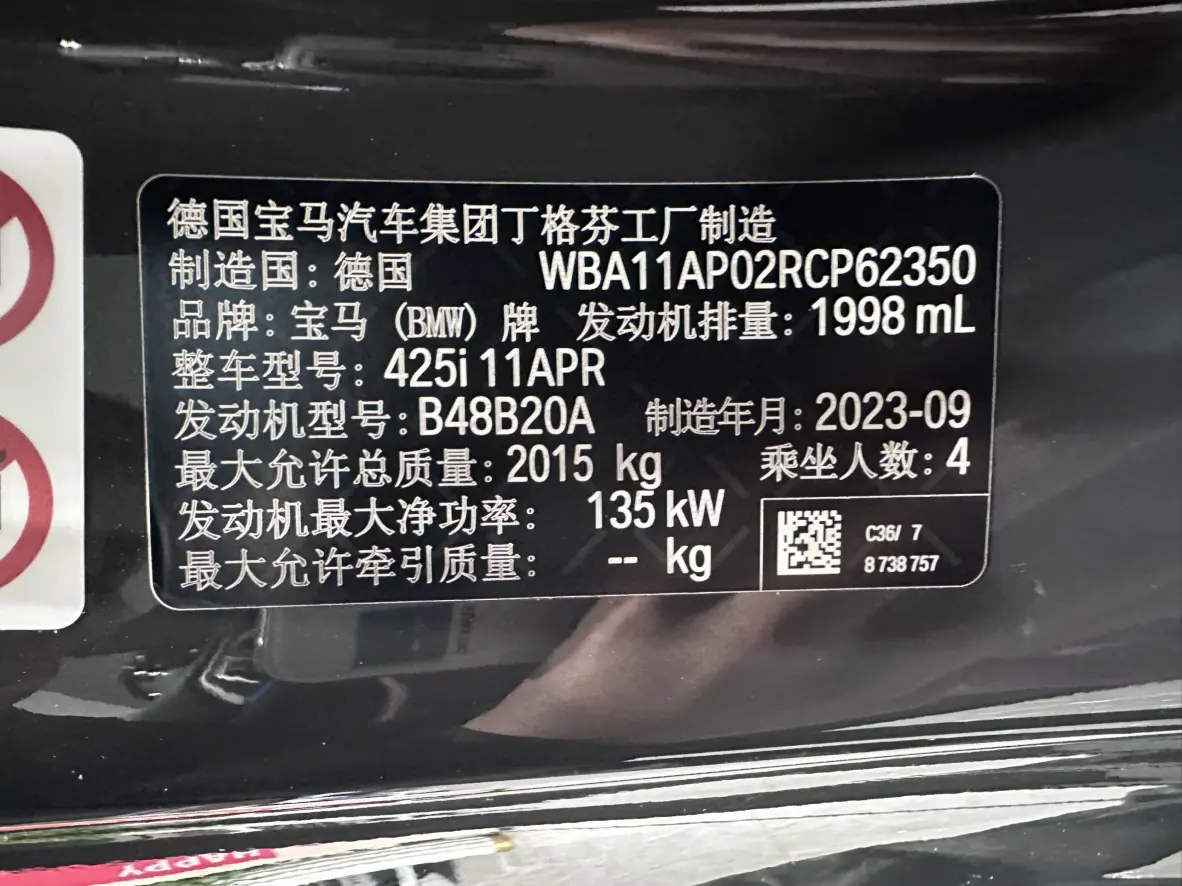 德国宝马汽车集团丁格芬工厂制造
制造国：德国 WBA11AP02RCP62350
品牌：宝马（BMW）牌 发动机排量：1998 mL
整车型号：425i 11APR
发动机型号：B48B20A 制造年月：2023-09
最大允许总质量：2015 kg 乘坐人数：4
发动机最大净功率： 135 kW
最大允许牵引质量： -- kg
C36/ 7
8 738 757
HAPPY